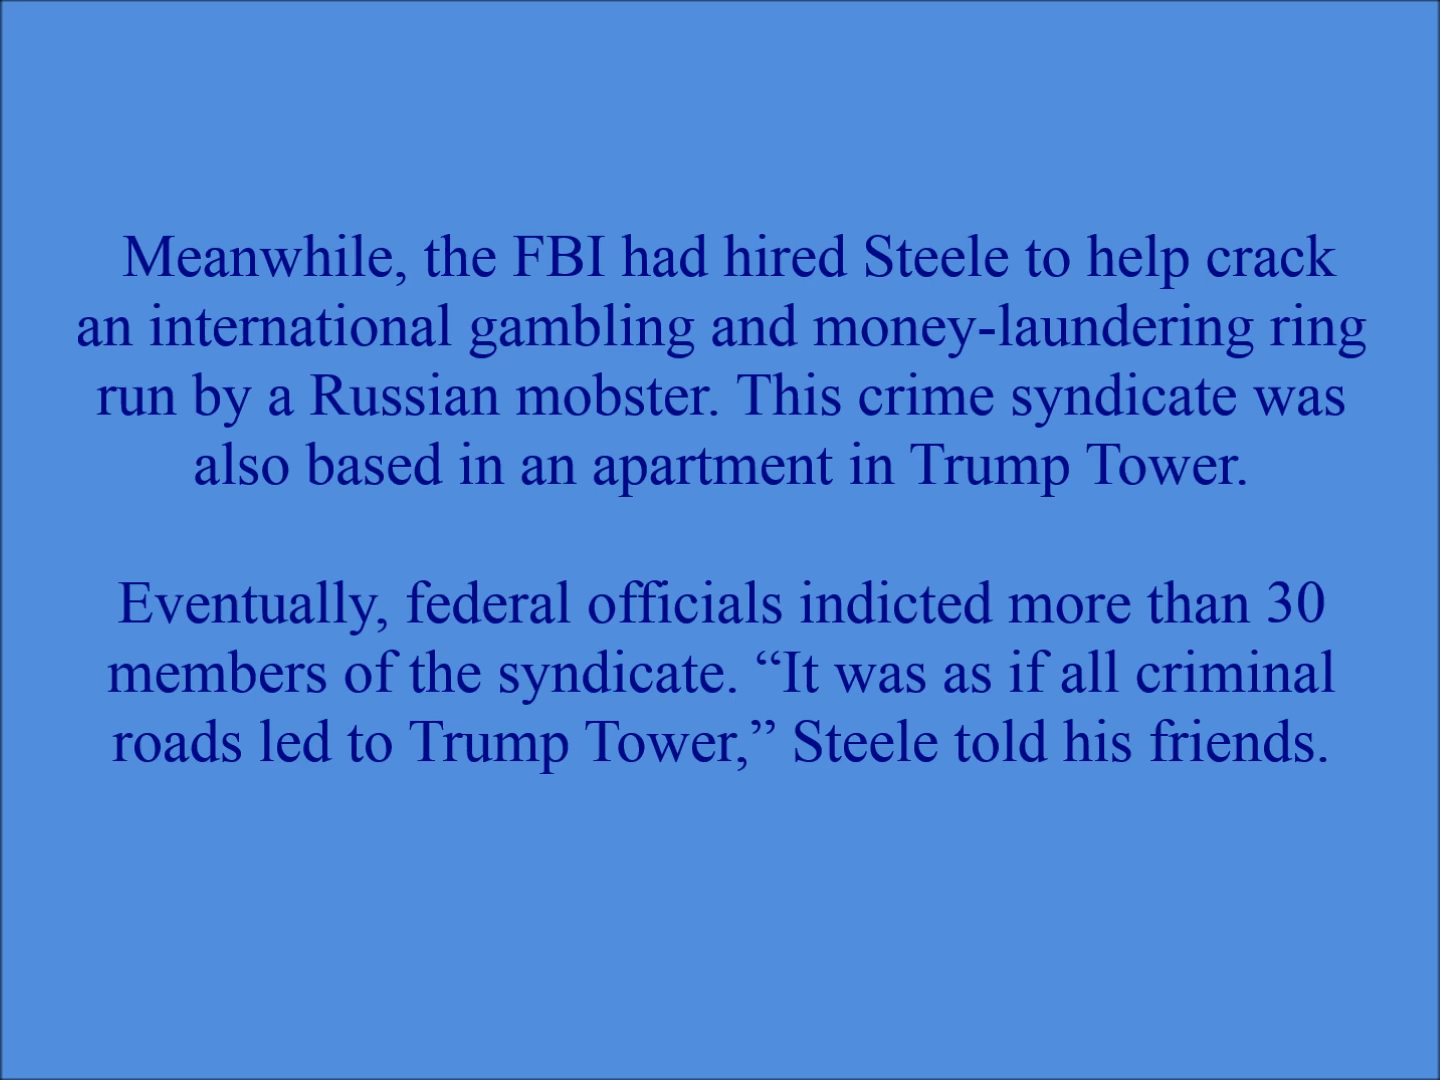 Meanwhile, the FBI had hired Steele to help crack
an international gambling and money-laundering ring
run by a Russian mobster. This crime syndicate was
also based in an apartment in Trump Tower.
Eventually, federal officials indicted more than 30
members of the syndicate. “It was as if all criminal
roads led to Trump Tower,” Steele told his friends.